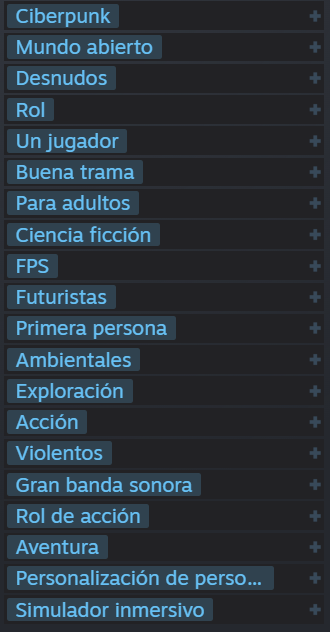 Ciberpunk
Mundo abierto
Desnudos
Rol
Un jugador
Buena trama
Para adultos
Ciencia ficción
FPS
Futuristas
Primera persona
Ambientales
Exploración
Acción
Violentos
Gran banda sonora
Rol de acción
Aventura
Personalización de perso...
Simulador inmersivo